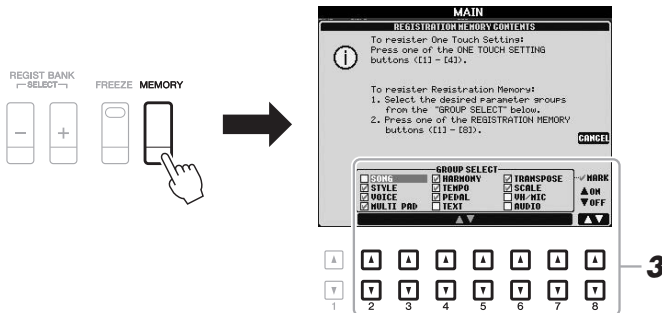 MAIN
REGISTRATION MEMORY CONTENTS
To register One Touch Setting:
Press one of the ONE TOUCH SETTING
buttons ([1] - [4]).
To register Registration Memory:
1. Select the desired parameter groups
from the "GROUP SELECT" below.
2. Press one of the REGISTRATION MEMORY
buttons ([1] - [8]).
CANCEL
REGIST BANK
SELECT
FREEZE
MEMORY
- +
GROUP SELECT
SONG HARMONY TRANSPOSE
STYLE TEMPO SCALE
VOICE PEDAL VH/MIC
MULTI PAD TEXT AUDIO
MARK
▲ON
▼OFF
3
1 2 3 4 5 6 7 8